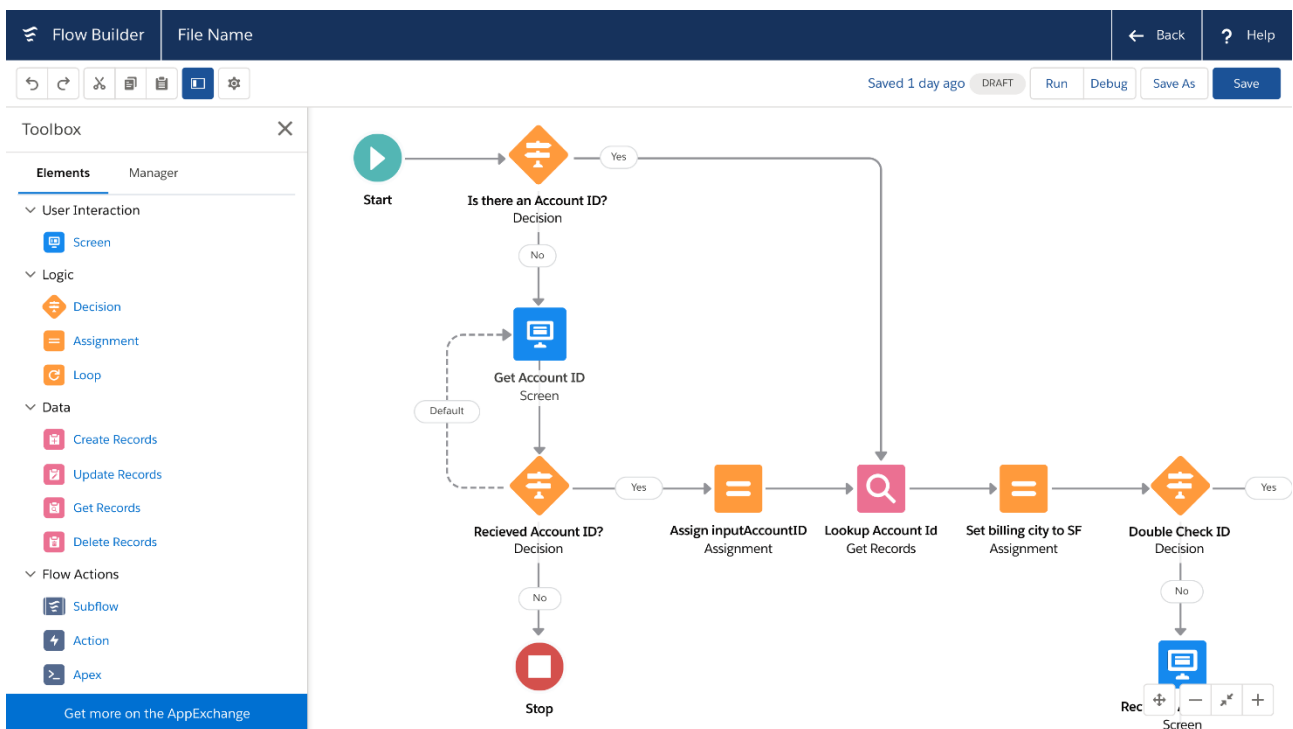 Flow Builder
File Name
Back
Help
Saved 1 day ago
DRAFT
Run
Debug
Save As
Save
Toolbox
Elements
Manager
User Interaction
Screen
Logic
Decision
Assignment
Loop
Data
Create Records
Update Records
Get Records
Delete Records
Flow Actions
Subflow
Action
Apex
Get more on the AppExchange
Start
Is there an Account ID?
Decision
Yes
No
Get Account ID
Screen
Default
Recieved Account ID?
Decision
Yes
Assign inputAccountID
Assignment
Lookup Account Id
Get Records
Set billing city to SF
Assignment
Double Check ID
Decision
Yes
No
No
Stop
Screen